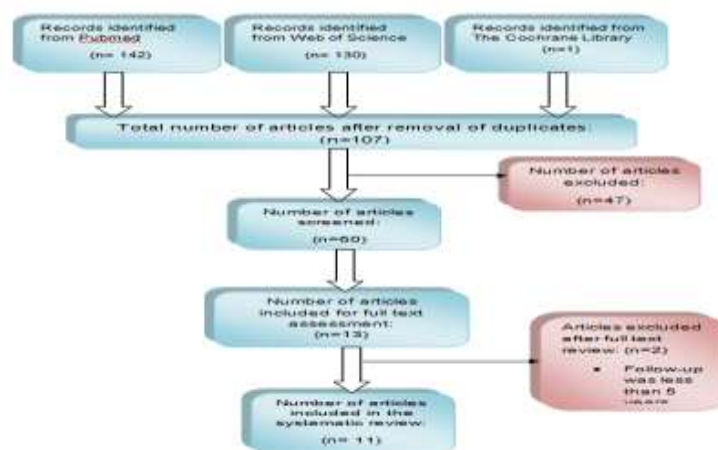 Records identified
from Pubmed
(n= 142)
Records identified
from Web of Science
(n= 130)
Records identified from
The Cochrane Library
(n=1)
Total number of articles after removal of duplicates:
(n=107)
Number of articles
excluded:
(n=47)
Number of articles
screened:
(n=60)
Number of articles
included for full text
assessment:
(n=13)
Articles excluded
after full text
review: (n=2)
• Follow-up
was less
than 5
years
Number of articles
included in the
systematic review:
(n= 11)